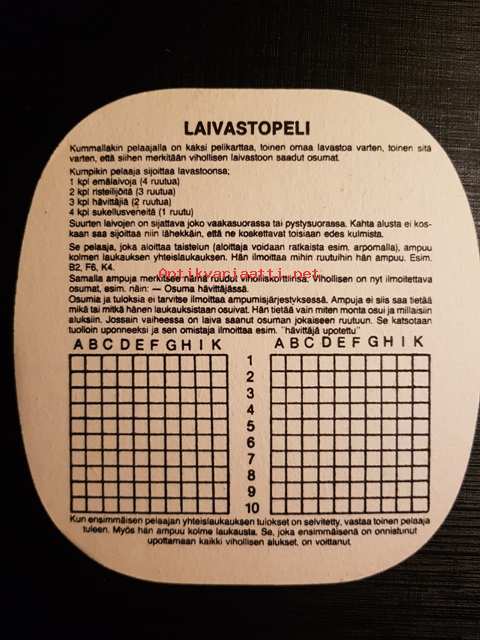 LAIVASTOPELI
Kummallakin pelaajalla on kaksi pelikarttaa, toinen omaa lavastoa varten, toinen sitä
varten, että siihen merkitään vihollisen laivastoon saadut osumat.
Kumpikin pelaaja sijoittaa lavastoonsa;
1 kpl emälaivoja (4 ruutua)
2 kpl risteilijöitä (3 ruutua)
3 kpl hävittäjiä (2 ruutua)
4 kpl sukellusveneitä (1 ruutu)
Suurten laivojen on sijattava joko vaakasuorassa tai pystysuorassa. Kahta alusta ei kos-
kaan saa sijoittaa niin lähekkäin, että ne koskettavat toisiaan edes kulmista.
Se pelaaja, joka aloittaa taistelun (aloittaja voidaan ratkaista esim. arpomalla), ampuu
kolmen laukauksen yhteislaukauksen. Hän ilmoittaa mihin ruutuihin hän ampuu. Esim.
B2, F6, K4.
Antikvariaatti.net
Samalla ampuja merkitsee nämä ruudut viholliskorttiinsa. Vihollisen on nyt ilmoitettava
osumat, esim. näin: — Osuma hävittäjässä.
Osumia ja tuloksia ei tarvitse ilmoittaa ampumisjärjestyksessä. Ampuja ei siis saa tietää
mikä tai mitkä hänen laukauksistaan osuivat. Hän tietää vain miten monta osui ja millaisiin
aluksiin. Jossain vaiheessa on laiva saanut osuman jokaiseen ruutuun. Se katsotaan
tuolloin uponneeksi ja sen omistaja ilmoittaa esim. "hävittäjä upotettu"
A B C D E F G H I K A B C D E F G H I K
1
2
3
4
5
6
7
8
9
10
Kun ensimmäisen pelaajan yhteislaukauksen tulokset on selvitetty, vastaa toinen pelaaja
tuleen. Myös hän ampuu kolme laukausta. Se, joka ensimmäisenä on onnistunut
upottamaan kaikki vihollisen alukset, on voittanut